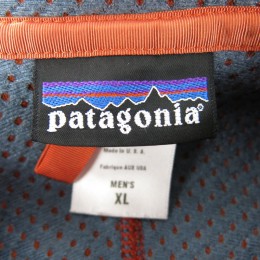 patagonia
Made in U.S.A.
Fabriqué AUX USA
MEN'S
XL